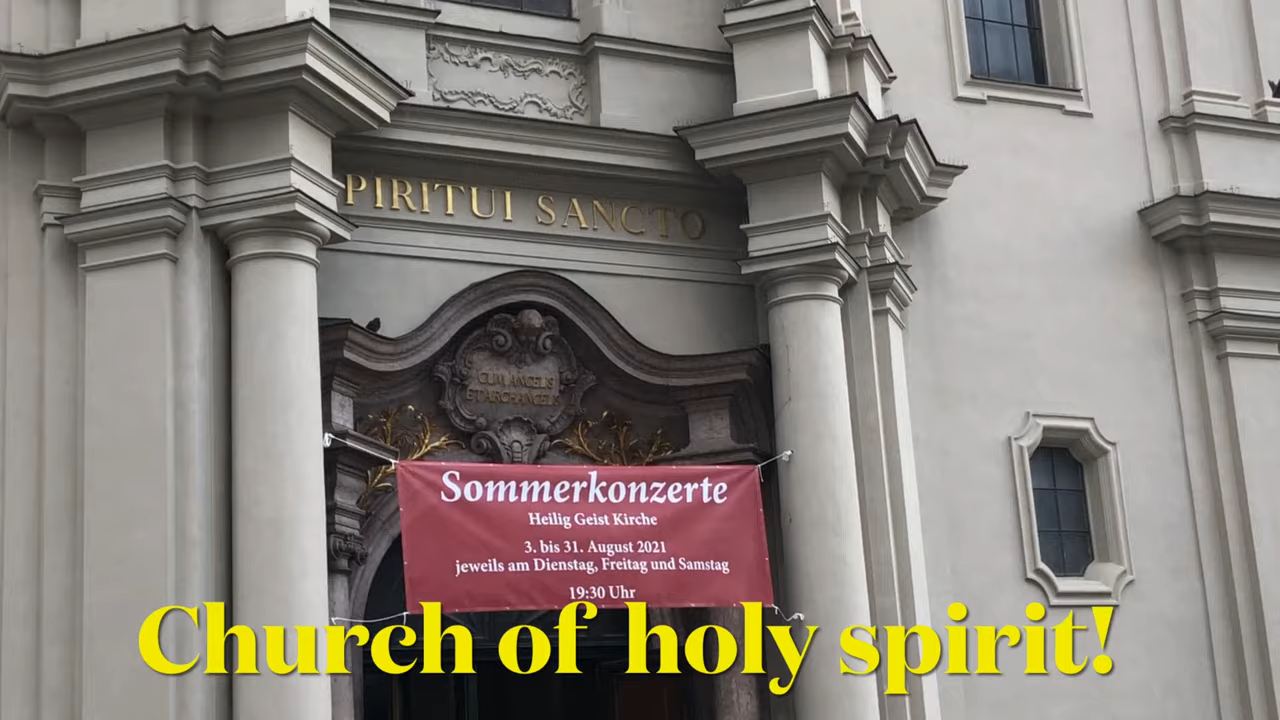 PIRITUI SANCTO
CUM ANGELIS
ET ARCHANGELIS
Sommerkonzerte
Heilig Geist Kirche
3. bis 31. August 2021
jeweils am Dienstag, Freitag und Samstag
19:30 Uhr
Church of holy spirit!